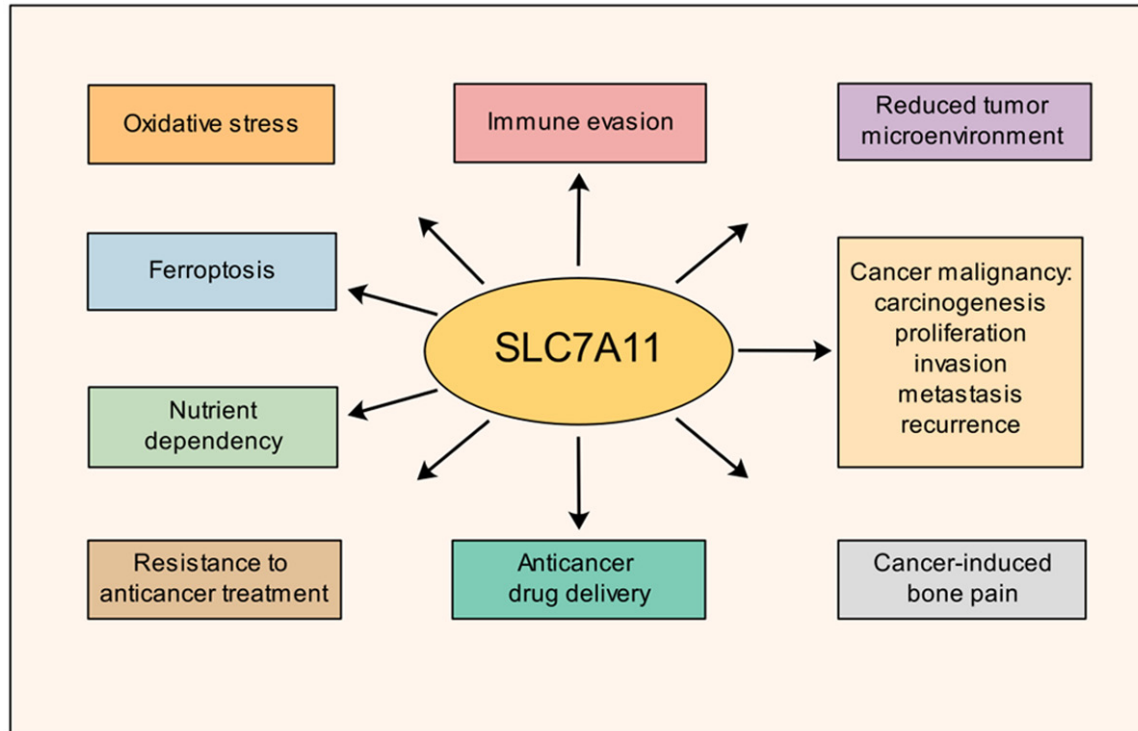 Oxidative stress
Immune evasion
Reduced tumor
microenvironment
Ferroptosis
Cancer malignancy:
carcinogenesis
proliferation
invasion
metastasis
recurrence
SLC7A11
Nutrient
dependency
Resistance to
anticancer treatment
Anticancer
drug delivery
Cancer-induced
bone pain